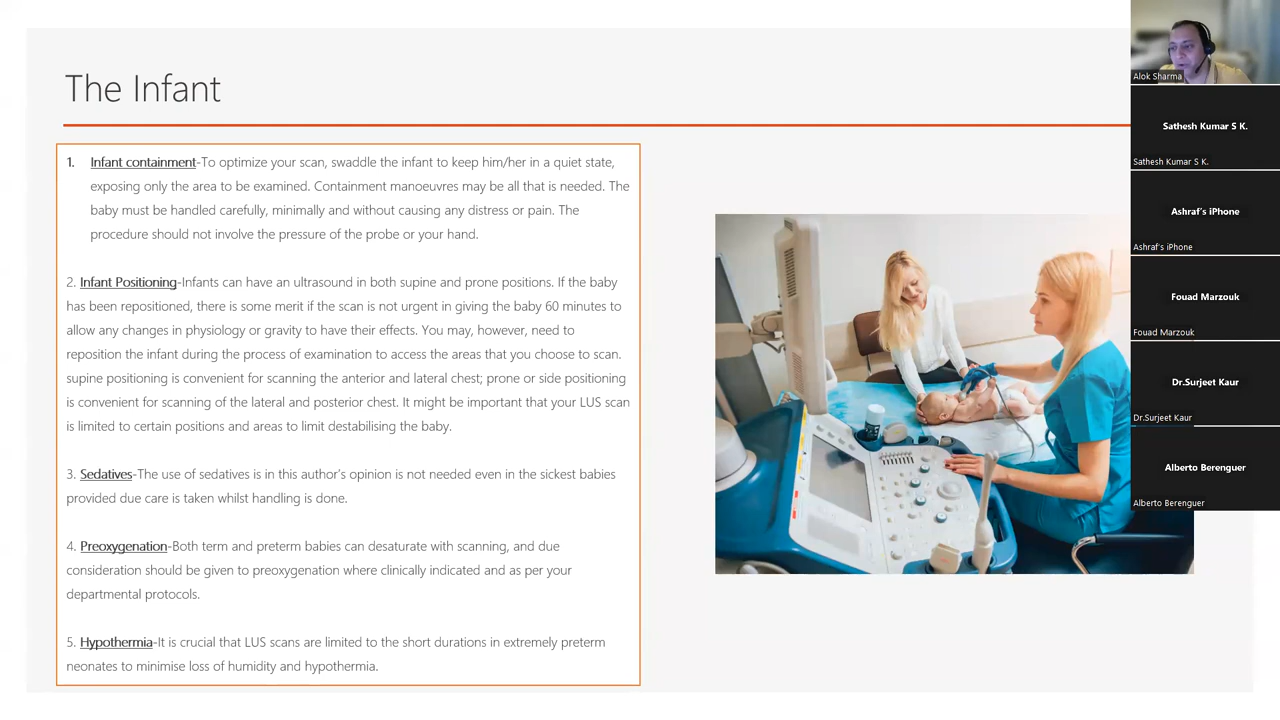 The Infant
1. Infant containment-To optimize your scan, swaddle the infant to keep him/her in a quiet state,
exposing only the area to be examined. Containment manoeuvres may be all that is needed. The
baby must be handled carefully, minimally and without causing any distress or pain. The
procedure should not involve the pressure of the probe or your hand.
2. Infant Positioning-Infants can have an ultrasound in both supine and prone positions. If the baby
has been repositioned, there is some merit if the scan is not urgent in giving the baby 60 minutes to
allow any changes in physiology or gravity to have their effects. You may, however, need to
reposition the infant during the process of examination to access the areas that you choose to scan.
supine positioning is convenient for scanning the anterior and lateral chest; prone or side positioning
is convenient for scanning of the lateral and posterior chest. It might be important that your LUS scan
is limited to certain positions and areas to limit destabilising the baby.
3. Sedatives-The use of sedatives is in this author's opinion is not needed even in the sickest babies
provided due care is taken whilst handling is done.
4. Preoxygenation-Both term and preterm babies can desaturate with scanning, and due
consideration should be given to preoxygenation where clinically indicated and as per your
departmental protocols.
5. Hypothermia-It is crucial that LUS scans are limited to the short durations in extremely preterm
neonates to minimise loss of humidity and hypothermia.
Alok Sharma
Sathesh Kumar S K.
Sathesh Kumar S K.
Ashraf's iPhone
Ashraf's iPhone
Fouad Marzouk
Fouad Marzouk
Dr.Surjeet Kaur
Dr.Surjeet Kaur
Alberto Berenguer
Alberto Berenguer